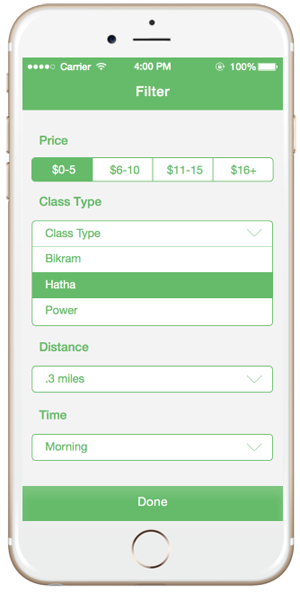 Carrier 4:00 PM 100%
Filter
Price
$0-5 $6-10 $11-15 $16+
Class Type
Class Type
Bikram
Hatha
Power
Distance
.3 miles
Time
Morning
Done